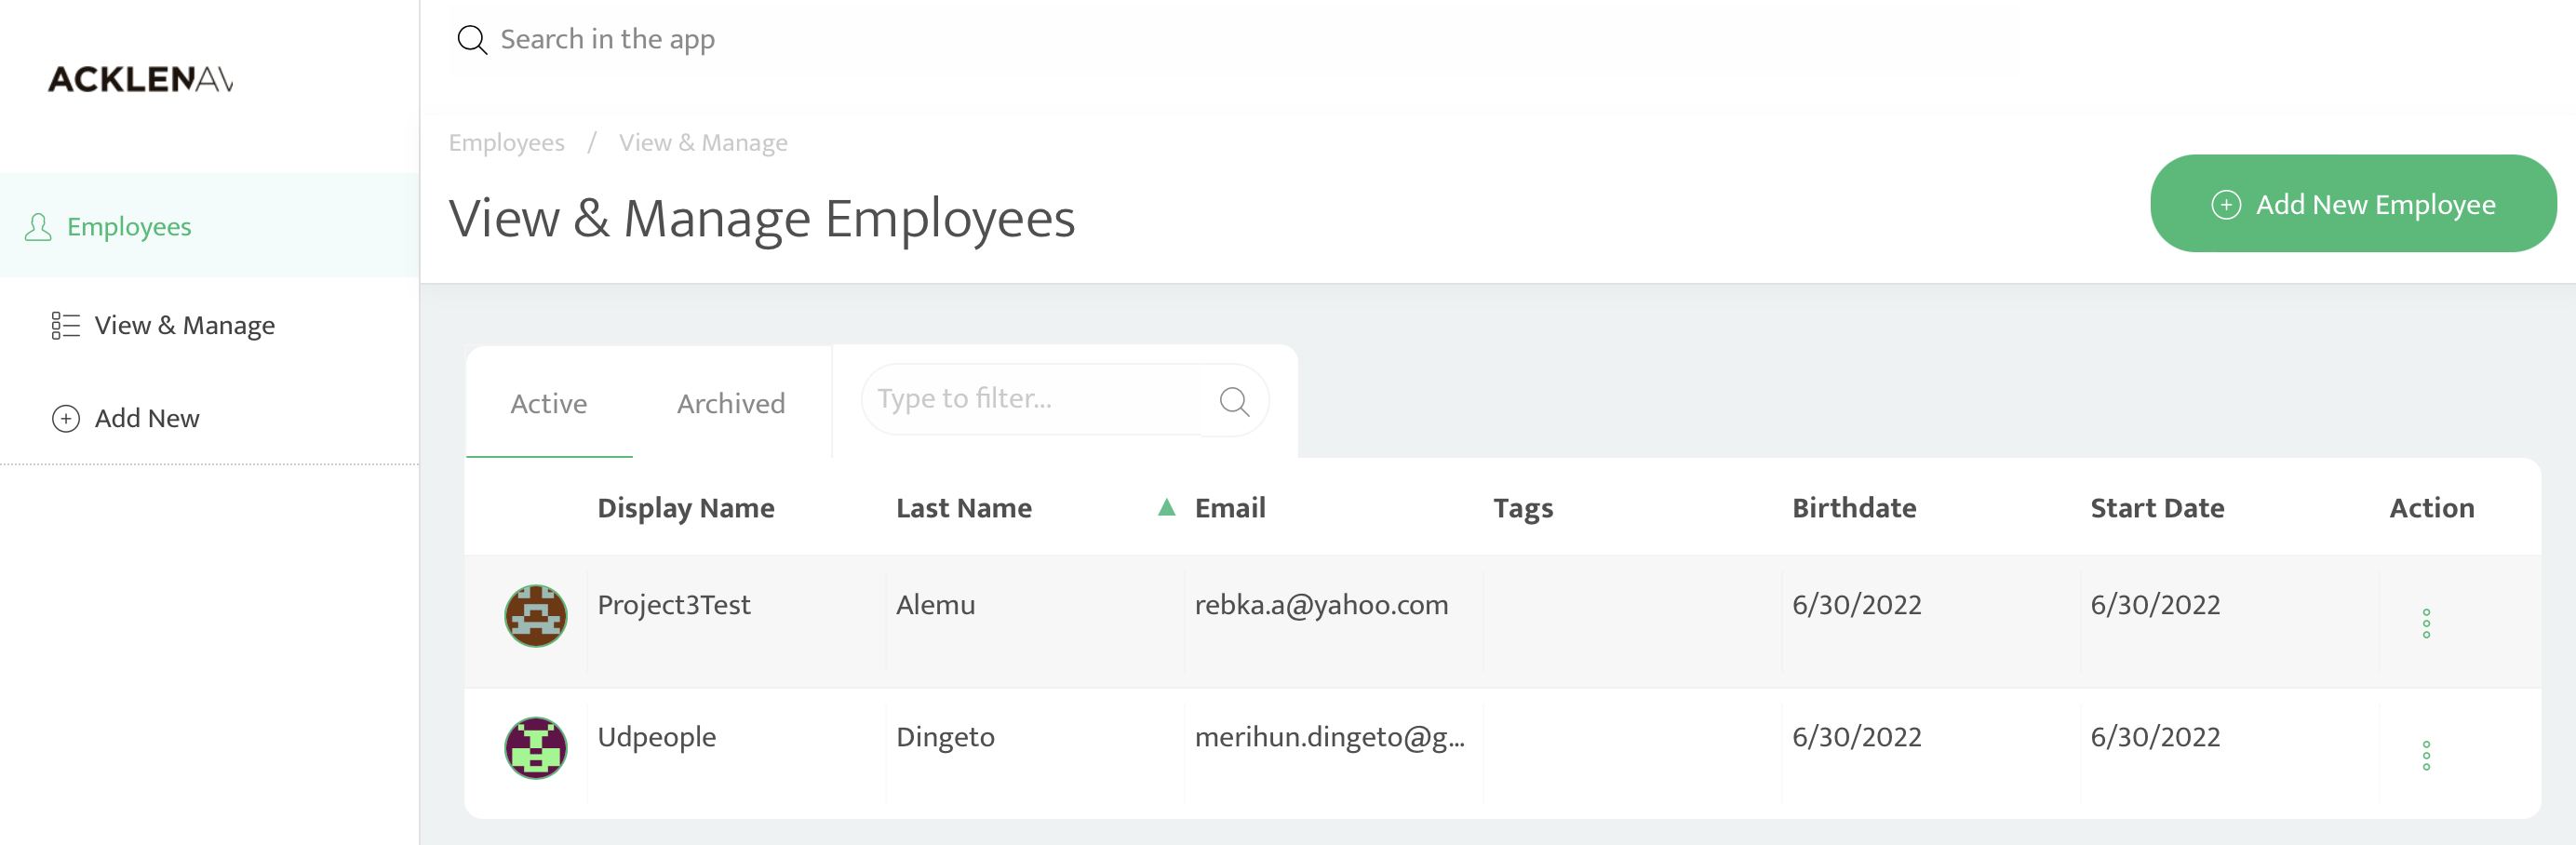 ACKLENAV
Search in the app
Employees / View & Manage
View & Manage Employees
Add New Employee
Employees
View & Manage
Add New
Active Archived Type to filter...
Display Name Last Name ▲ Email Tags Birthdate Start Date Action
Project3Test Alemu rebka.a@yahoo.com 6/30/2022 6/30/2022
Udpeople Dingeto merihun.dingeto@g... 6/30/2022 6/30/2022